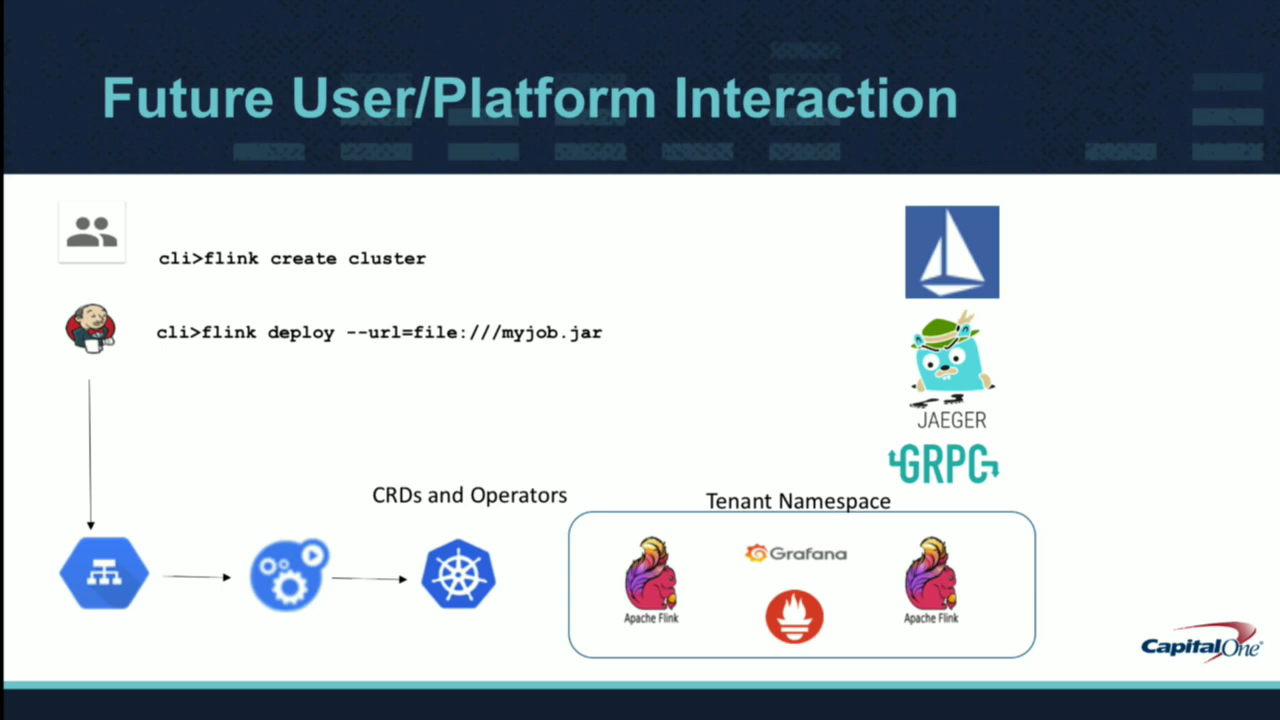 Future User/Platform Interaction
cli>flink create cluster
cli>flink deploy --url=file:///myjob.jar
JAEGER
GRPC
CRDs and Operators
Tenant Namespace
Grafana
Apache Flink
Apache Flink
CapitalOne